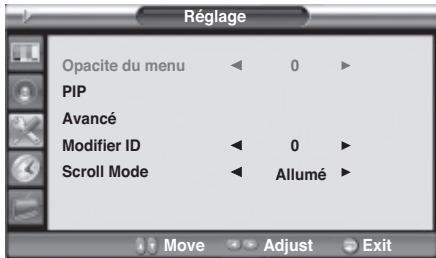 Réglage
Opacite du menu ◄ 0 ►
PIP
Avancé
Modifier ID ◄ 0 ►
Scroll Mode ◄ Allumé ►
Move Adjust Exit